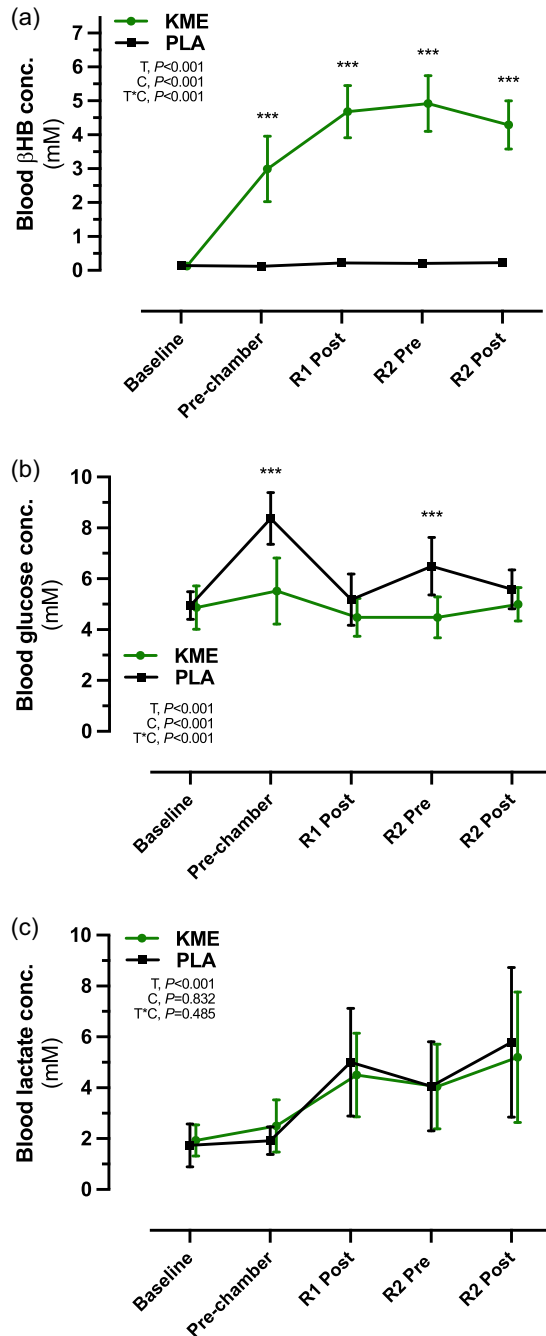 (a)
KME
PLA
T, P<0.001
C, P<0.001
T*C, P<0.001
Blood βHB conc.
(mM)
7
6
5
4
3
2
1
0
***
***
***
***
Baseline
Pre-chamber
R1 Post
R2 Pre
R2 Post
(b)
Blood glucose conc.
(mM)
10
8
6
4
2
0
***
***
KME
PLA
T, P<0.001
C, P<0.001
T*C, P<0.001
Baseline
Pre-chamber
R1 Post
R2 Pre
R2 Post
(c)
KME
PLA
T, P<0.001
C, P=0.832
T*C, P=0.485
Blood lactate conc.
(mM)
10
8
6
4
2
0
Baseline
Pre-chamber
R1 Post
R2 Pre
R2 Post